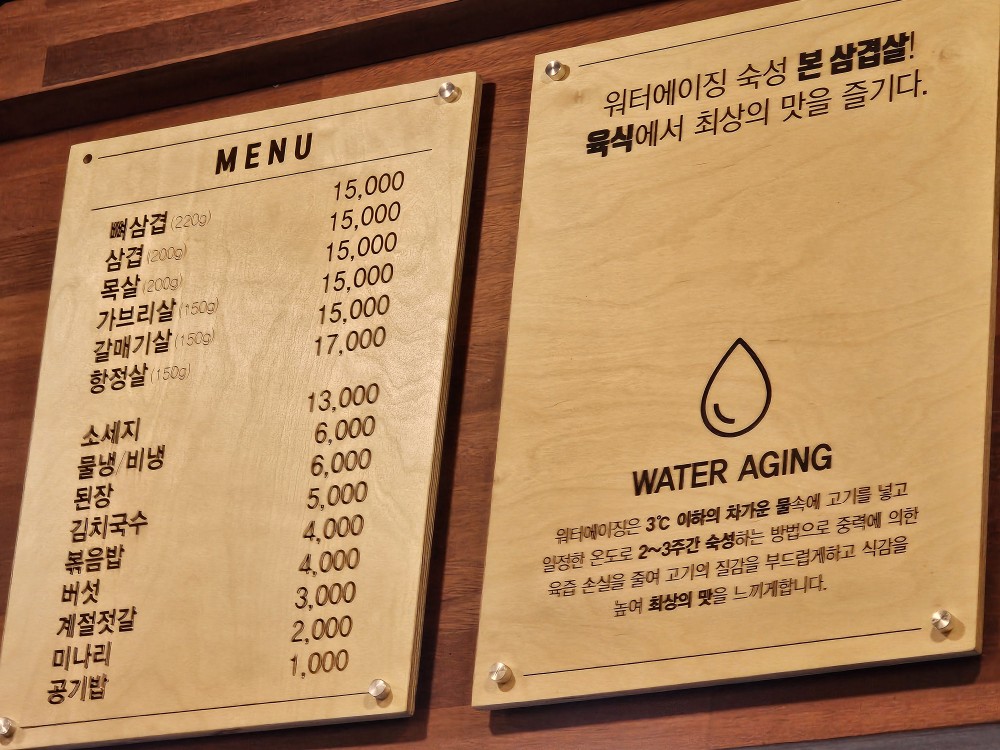 MENU
뼈삼겹 (220g) 15,000
삼겹 (200g) 15,000
목살 (200g) 15,000
가브리살 (150g) 15,000
갈매기살 (150g) 15,000
항정살 (150g) 17,000
소세지 13,000
물냉/비냉 6,000
된장 6,000
김치국수 5,000
볶음밥 4,000
버섯 4,000
계절젓갈 3,000
미나리 2,000
공기밥 1,000
워터에이징 숙성 본 삼겹살!
육식에서 최상의 맛을 즐기다.
WATER AGING
워터에이징은 3℃ 이하의 차가운 물속에 고기를 넣고
일정한 온도로 2~3주간 숙성하는 방법으로 중력에 의한
육즙 손실을 줄여 고기의 질감을 부드럽게하고 식감을
높여 최상의 맛을 느끼게합니다.